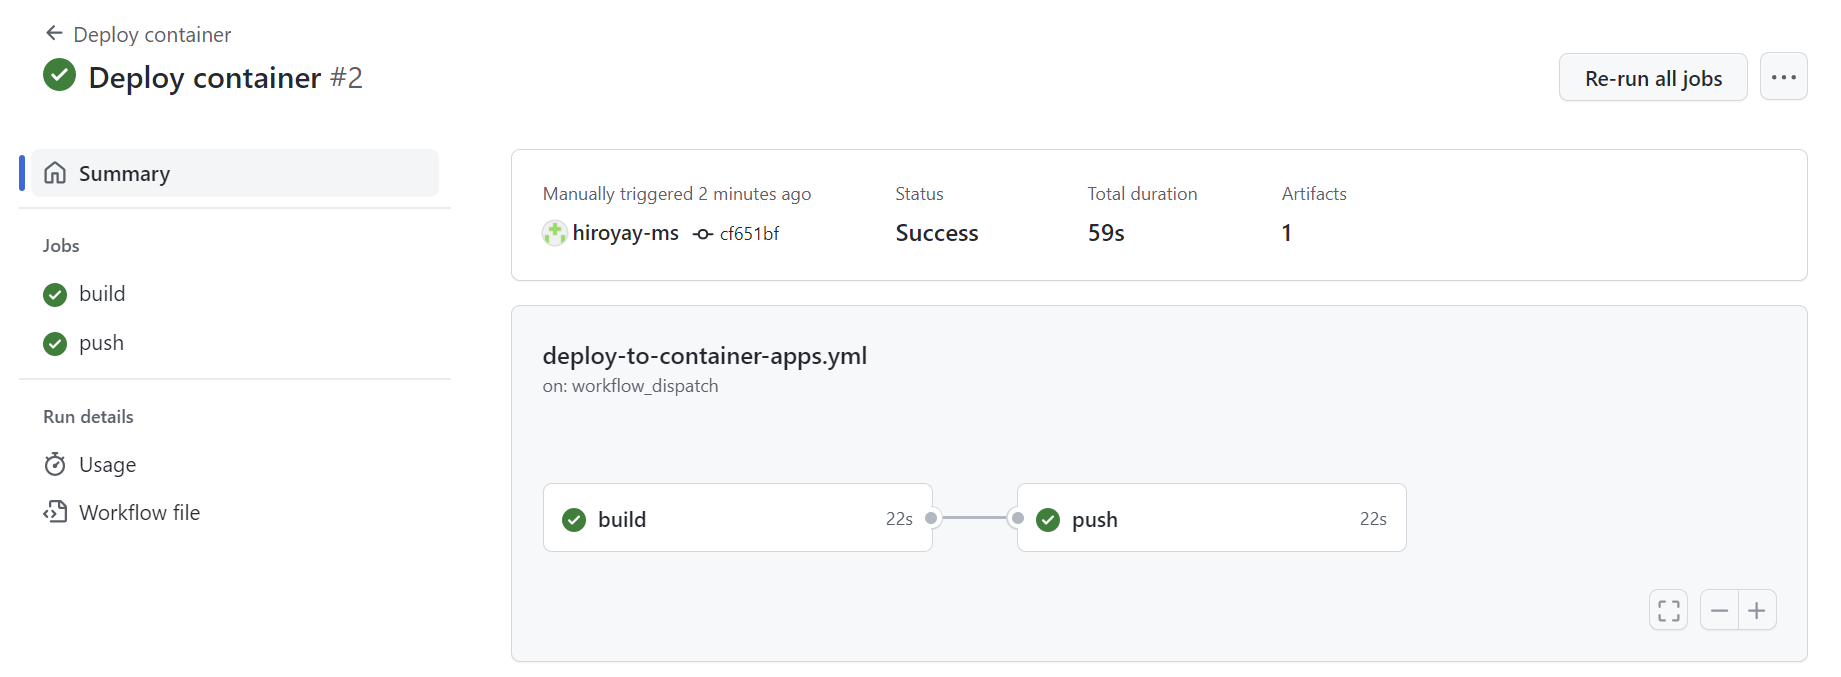 Deploy container
Deploy container #2
Re-run all jobs
Summary
Jobs
build
push
Run details
Usage
Workflow file
Manually triggered 2 minutes ago
hiroyay-ms cf651bf
Status
Success
Total duration
59s
Artifacts
1
deploy-to-container-apps.yml
on: workflow_dispatch
build 22s
push 22s